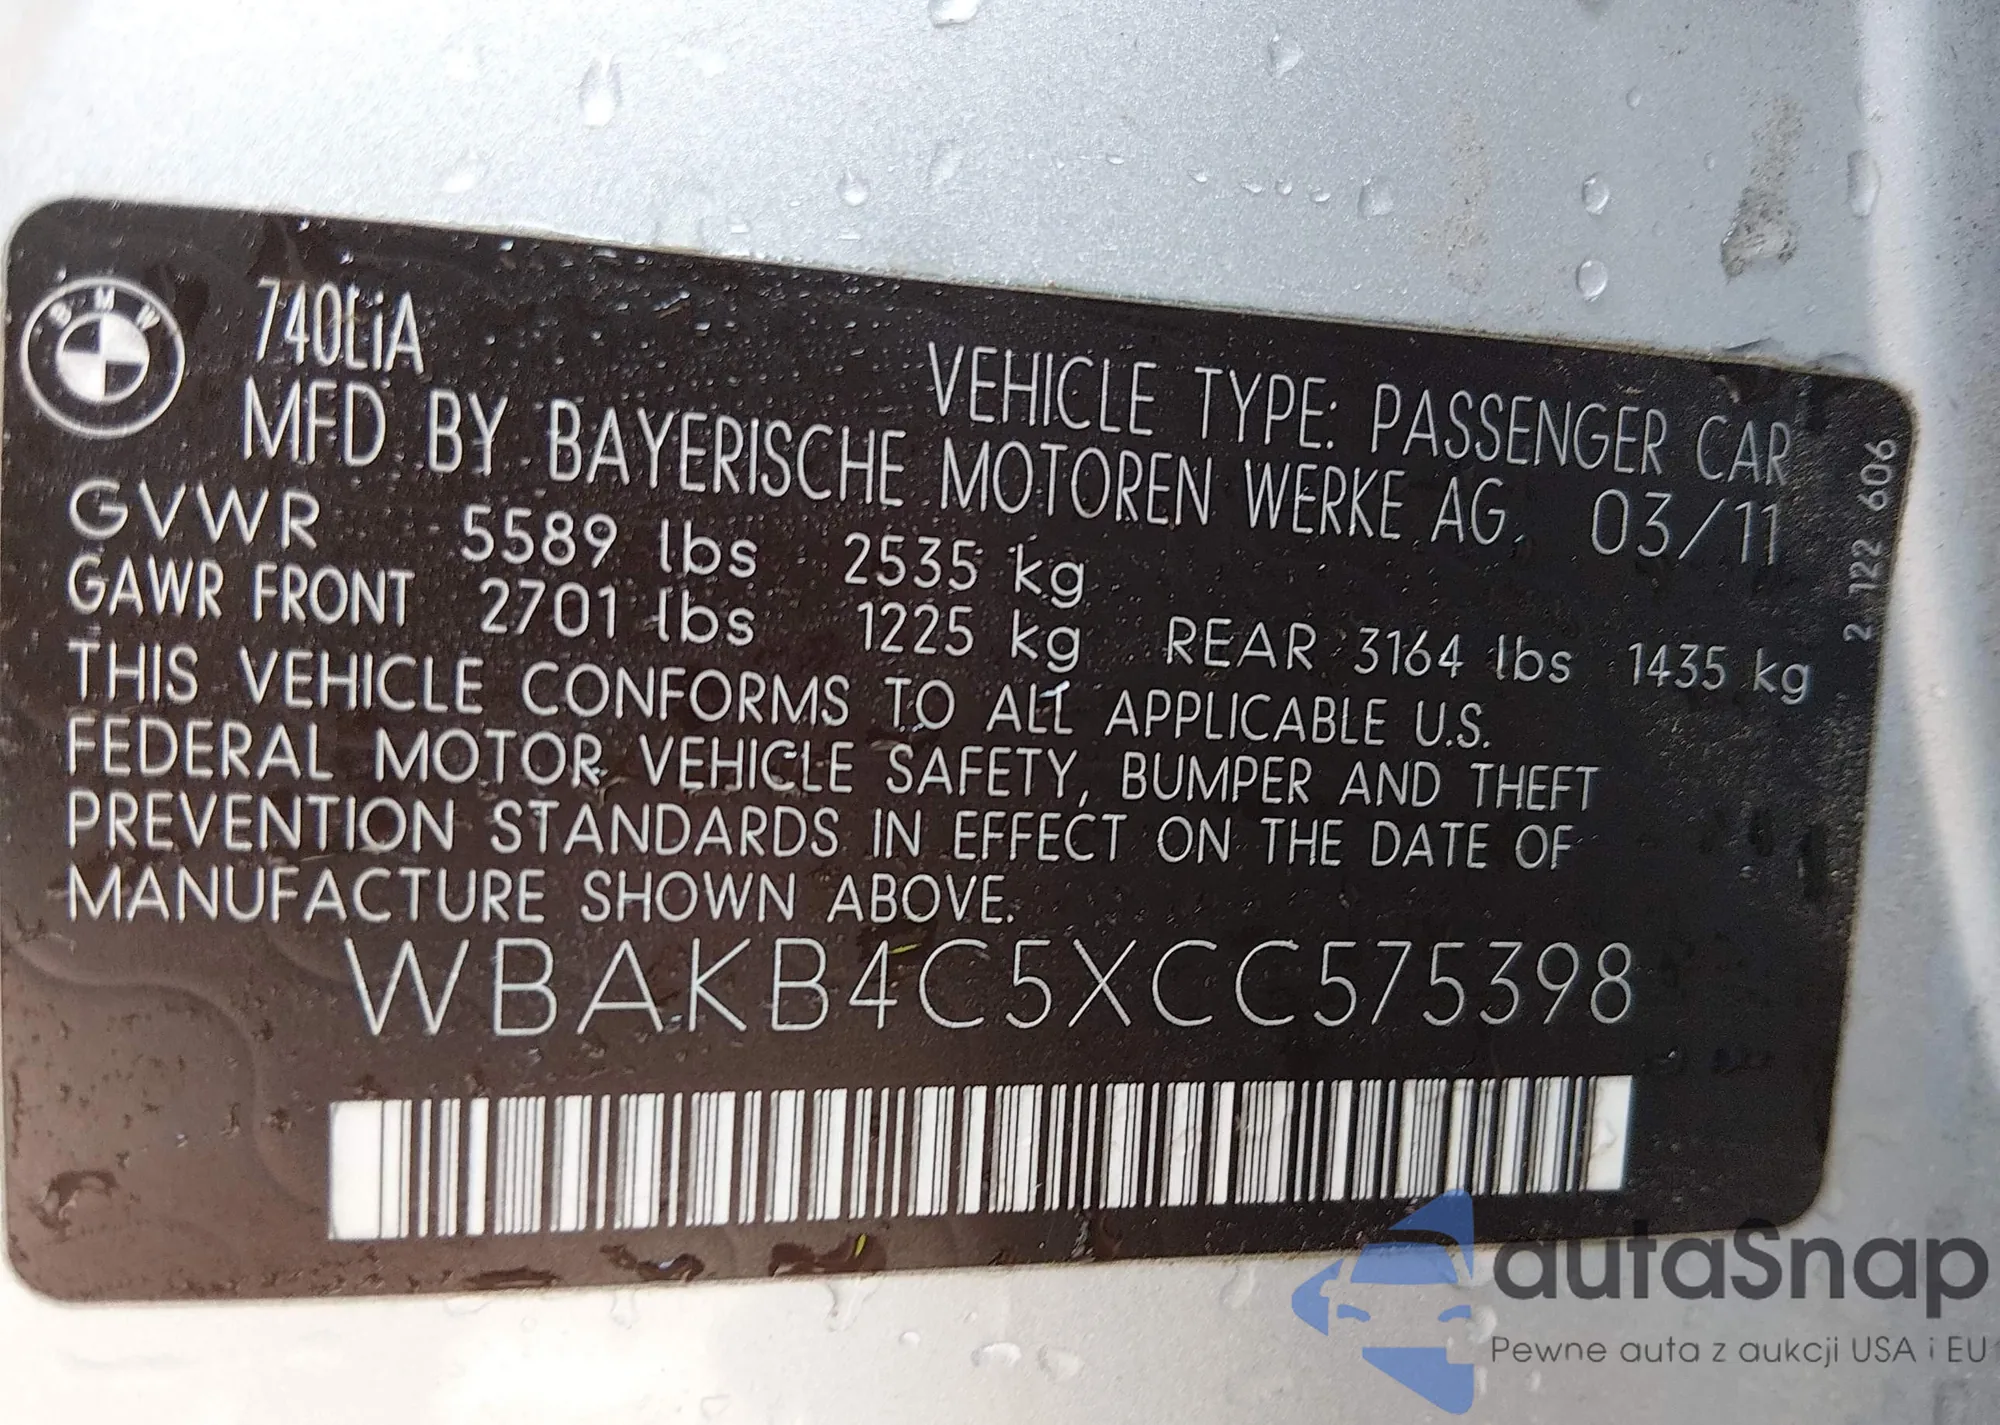 BMW
740LiA
VEHICLE TYPE: PASSENGER CAR
MFD BY BAYERISCHE MOTOREN WERKE AG 03/11
GVWR 5589 lbs 2535 kg
GAWR FRONT 2701 lbs 1225 kg REAR 3164 lbs 1435 kg
THIS VEHICLE CONFORMS TO ALL APPLICABLE U.S.
FEDERAL MOTOR VEHICLE SAFETY, BUMPER AND THEFT
PREVENTION STANDARDS IN EFFECT ON THE DATE OF
MANUFACTURE SHOWN ABOVE.
WBAKB4C5XCC575398
2 122 606
autaSnap
Pewne auta z aukcji USA i EU